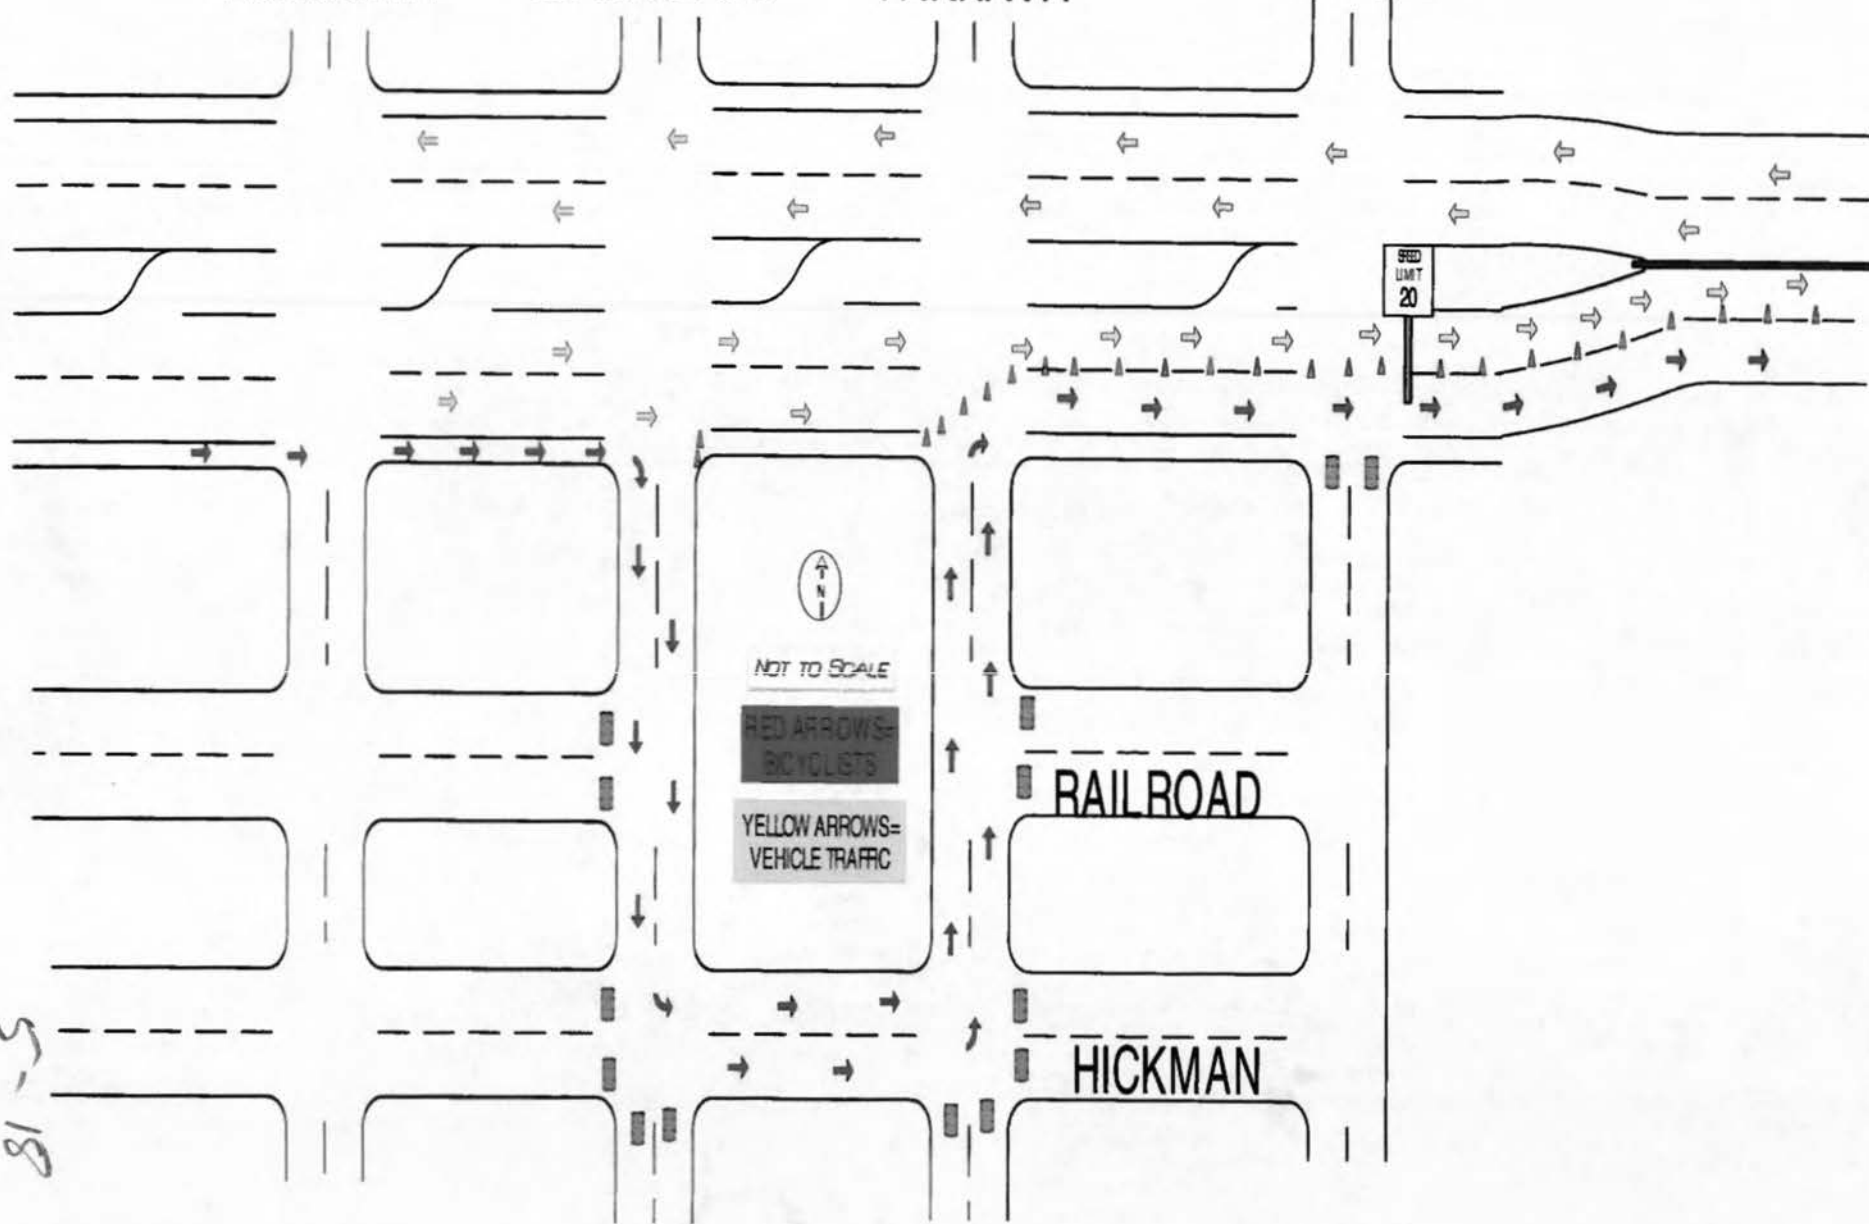 SPEED
LIMIT
20
N
NOT TO SCALE
RED ARROWS=
BICYCLISTS
YELLOW ARROWS=
VEHICLE TRAFFIC
RAILROAD
HICKMAN